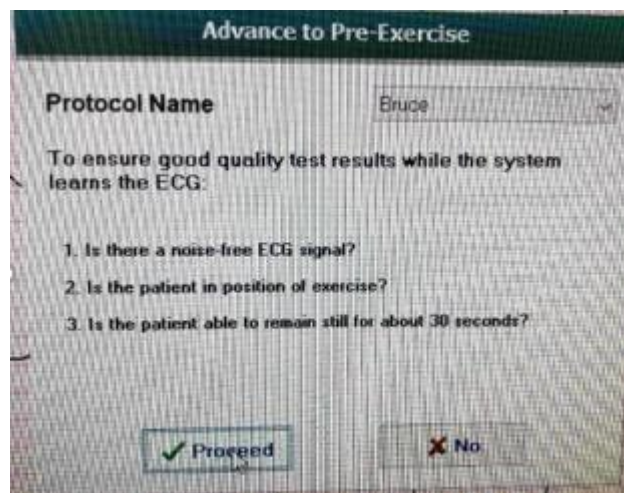 Advance to Pre-Exercise
Protocol Name
Bruce
To ensure good quality test results while the system
learns the ECG:
1. Is there a noise-free ECG signal?
2. Is the patient in position of exercise?
3. Is the patient able to remain still for about 30 seconds?
Proceed
No